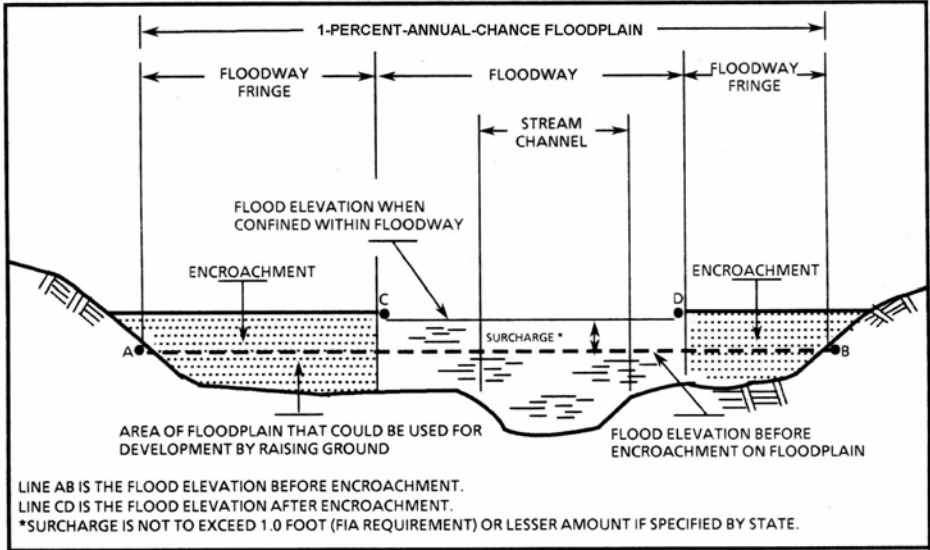 1-PERCENT-ANNUAL-CHANCE FLOODPLAIN
FLOODWAY
FRINGE
FLOODWAY
FLOODWAY
FRINGE
STREAM
CHANNEL
FLOOD ELEVATION WHEN
CONFINED WITHIN FLOODWAY
ENCROACHMENT
ENCROACHMENT
C
D
SURCHARGE *
A
B
AREA OF FLOODPLAIN THAT COULD BE USED FOR
DEVELOPMENT BY RAISING GROUND
FLOOD ELEVATION BEFORE
ENCROACHMENT ON FLOODPLAIN
LINE AB IS THE FLOOD ELEVATION BEFORE ENCROACHMENT.
LINE CD IS THE FLOOD ELEVATION AFTER ENCROACHMENT.
*SURCHARGE IS NOT TO EXCEED 1.0 FOOT (FIA REQUIREMENT) OR LESSER AMOUNT IF SPECIFIED BY STATE.